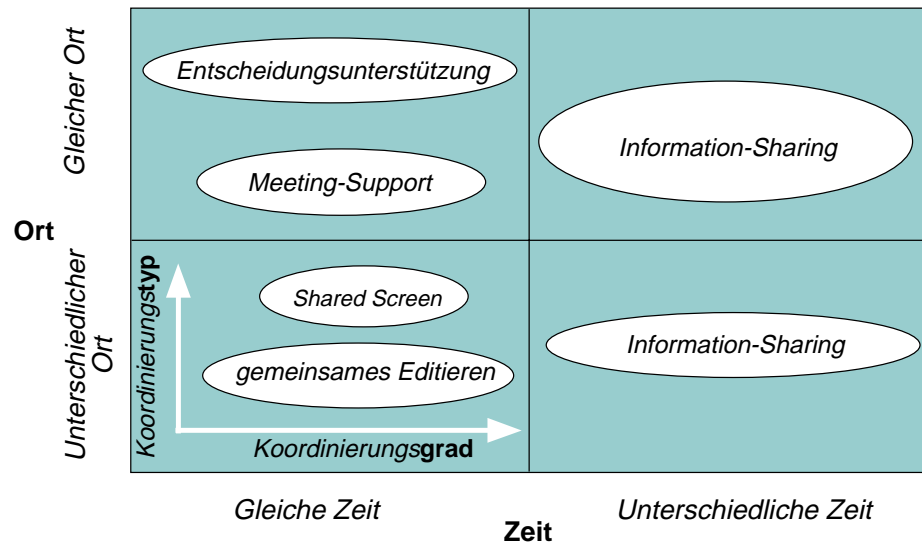 Ort
Gleicher Ort
Unterschiedlicher
Ort
Entscheidungsunterstützung
Meeting-Support
Information-Sharing
Koordinierungstyp
Shared Screen
gemeinsames Editieren
Koordinierungsgrad
Information-Sharing
Gleiche Zeit
Unterschiedliche Zeit
Zeit